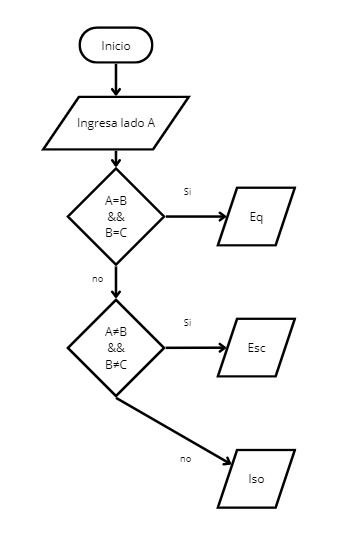 Inicio
Ingresa lado A
A=B
&&
B=C
Si
Eq
no
A≠B
&&
B≠C
Si
Esc
no
Iso